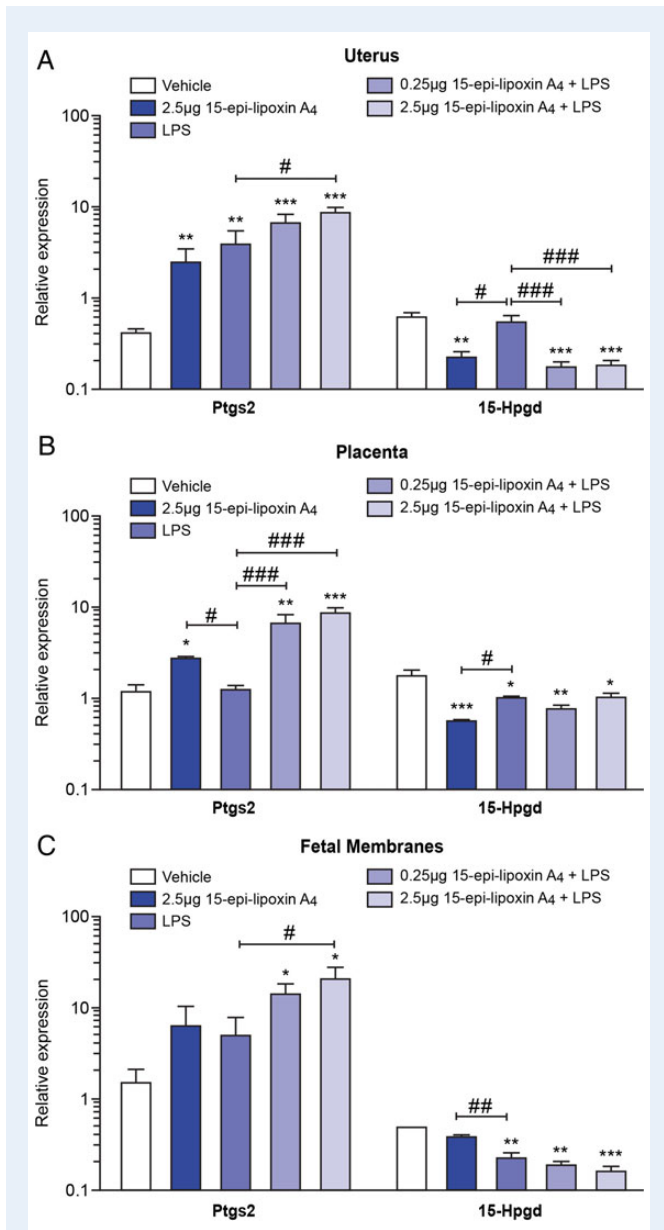 A
Uterus
Vehicle
2.5µg 15-epi-lipoxin A4
LPS
0.25µg 15-epi-lipoxin A4 + LPS
2.5µg 15-epi-lipoxin A4 + LPS
Relative expression
100
10
1
0.1
#
** ** *** ***
###
# ###
** *** ***
Ptgs2 15-Hpgd
B
Placenta
Vehicle
2.5µg 15-epi-lipoxin A4
LPS
0.25µg 15-epi-lipoxin A4 + LPS
2.5µg 15-epi-lipoxin A4 + LPS
Relative expression
100
10
1
0.1
###
###
#
* ** ***
#
*** * ** *
Ptgs2 15-Hpgd
C
Fetal Membranes
Vehicle
2.5µg 15-epi-lipoxin A4
LPS
0.25µg 15-epi-lipoxin A4 + LPS
2.5µg 15-epi-lipoxin A4 + LPS
Relative expression
100
10
1
0.1
#
* *
##
** ** ***
Ptgs2 15-Hpgd